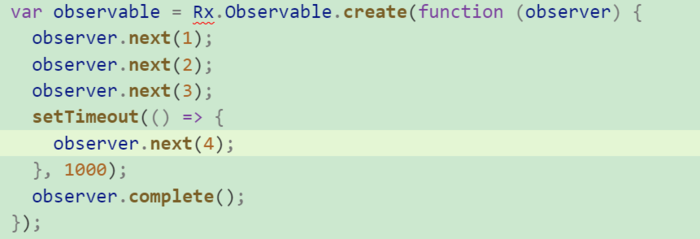 var observable = Rx.Observable.create(function (observer) {
  observer.next(1);
  observer.next(2);
  observer.next(3);
  setTimeout(() => {
    observer.next(4);
  }, 1000);
  observer.complete();
});